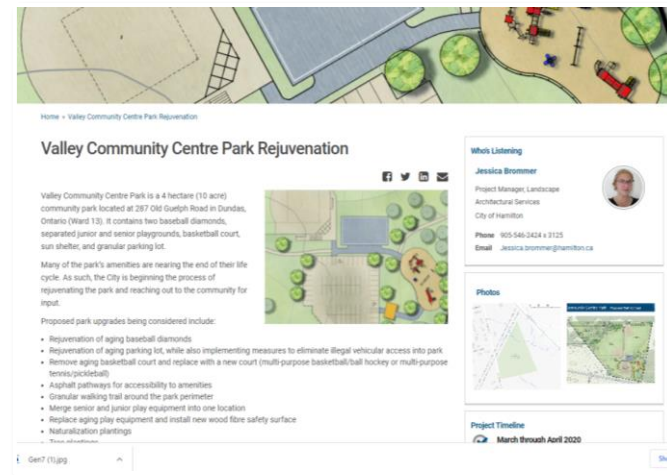 Home » Valley Community Centre Park Rejuvenation
Valley Community Centre Park Rejuvenation
Valley Community Centre Park is a 4 hectare (10 acre)
community park located at 287 Old Guelph Road in Dundas,
Ontario (Ward 13). It contains two baseball diamonds,
separated junior and senior playgrounds, basketball court,
sun shelter, and granular parking lot.
Many of the park's amenities are nearing the end of their life
cycle. As such, the City is beginning the process of
rejuvenating the park and reaching out to the community for
input.
Proposed park upgrades being considered include:
• Rejuvenation of aging baseball diamonds
• Rejuvenation of aging parking lot, while also implementing measures to eliminate illegal vehicular access into park
• Remove aging basketball court and replace with a new court (multi-purpose basketball/ball hockey or multi-purpose
tennis/pickleball)
• Asphalt pathways for accessibility to amenities
• Granular walking trail around the park perimeter
• Merge senior and junior play equipment into one location
• Replace aging play equipment and install new wood fibre safety surface
• Naturalization plantings
• Tree plantings
Who's Listening
Jessica Brommer
Project Manager, Landscape
Architectural Services
City of Hamilton
Phone 905-546-2424 x 3125
Email Jessica.brommer@hamilton.ca
Photos
Project Timeline
March through April 2020
Gen7 (1).jpg